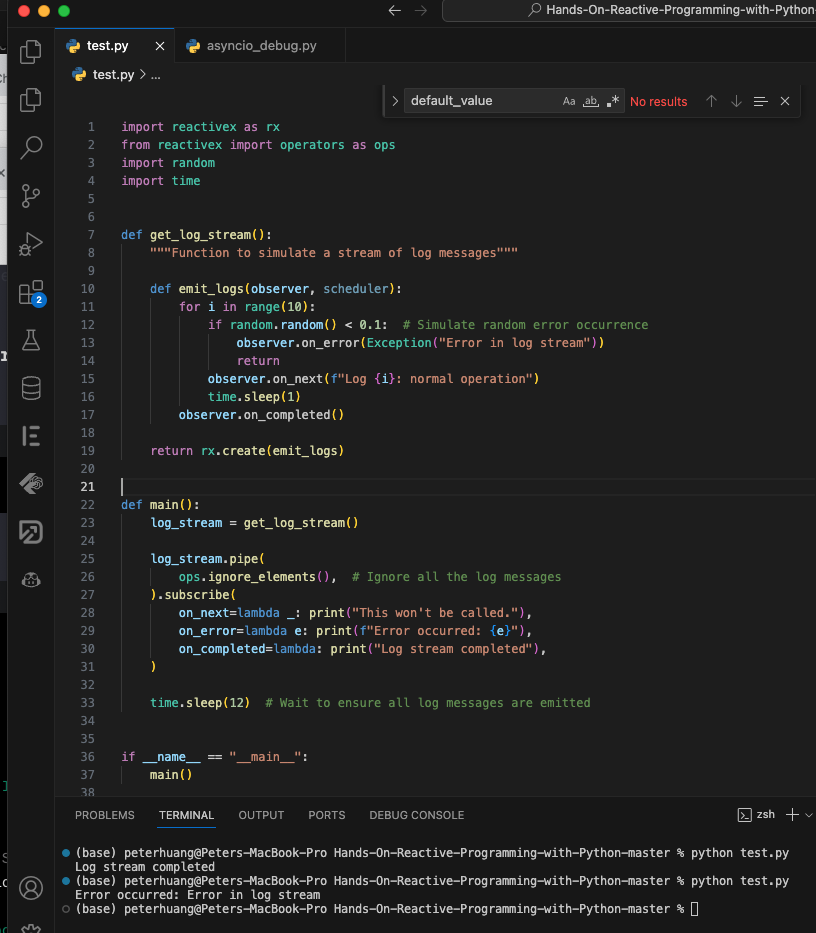 Hands-On-Reactive-Programming-with-Python-
test.py
asyncio_debug.py
test.py > ...
default_value Aa ab .* No results
1 import reactivex as rx
2 from reactivex import operators as ops
3 import random
4 import time
5
6
7 def get_log_stream():
8     """Function to simulate a stream of log messages"""
9
10     def emit_logs(observer, scheduler):
11         for i in range(10):
12             if random.random() < 0.1:  # Simulate random error occurrence
13                 observer.on_error(Exception("Error in log stream"))
14                 return
15             observer.on_next(f"Log {i}: normal operation")
16             time.sleep(1)
17         observer.on_completed()
18
19     return rx.create(emit_logs)
20
21
22 def main():
23     log_stream = get_log_stream()
24
25     log_stream.pipe(
26         ops.ignore_elements(),  # Ignore all the log messages
27     ).subscribe(
28         on_next=lambda _: print("This won't be called."),
29         on_error=lambda e: print(f"Error occurred: {e}"),
30         on_completed=lambda: print("Log stream completed"),
31     )
32
33     time.sleep(12)  # Wait to ensure all log messages are emitted
34
35
36 if __name__ == "__main__":
37     main()
38
2
PROBLEMS TERMINAL OUTPUT PORTS DEBUG CONSOLE zsh
(base) peterhuang@Peters-MacBook-Pro Hands-On-Reactive-Programming-with-Python-master % python test.py
Log stream completed
(base) peterhuang@Peters-MacBook-Pro Hands-On-Reactive-Programming-with-Python-master % python test.py
Error occurred: Error in log stream
(base) peterhuang@Peters-MacBook-Pro Hands-On-Reactive-Programming-with-Python-master %